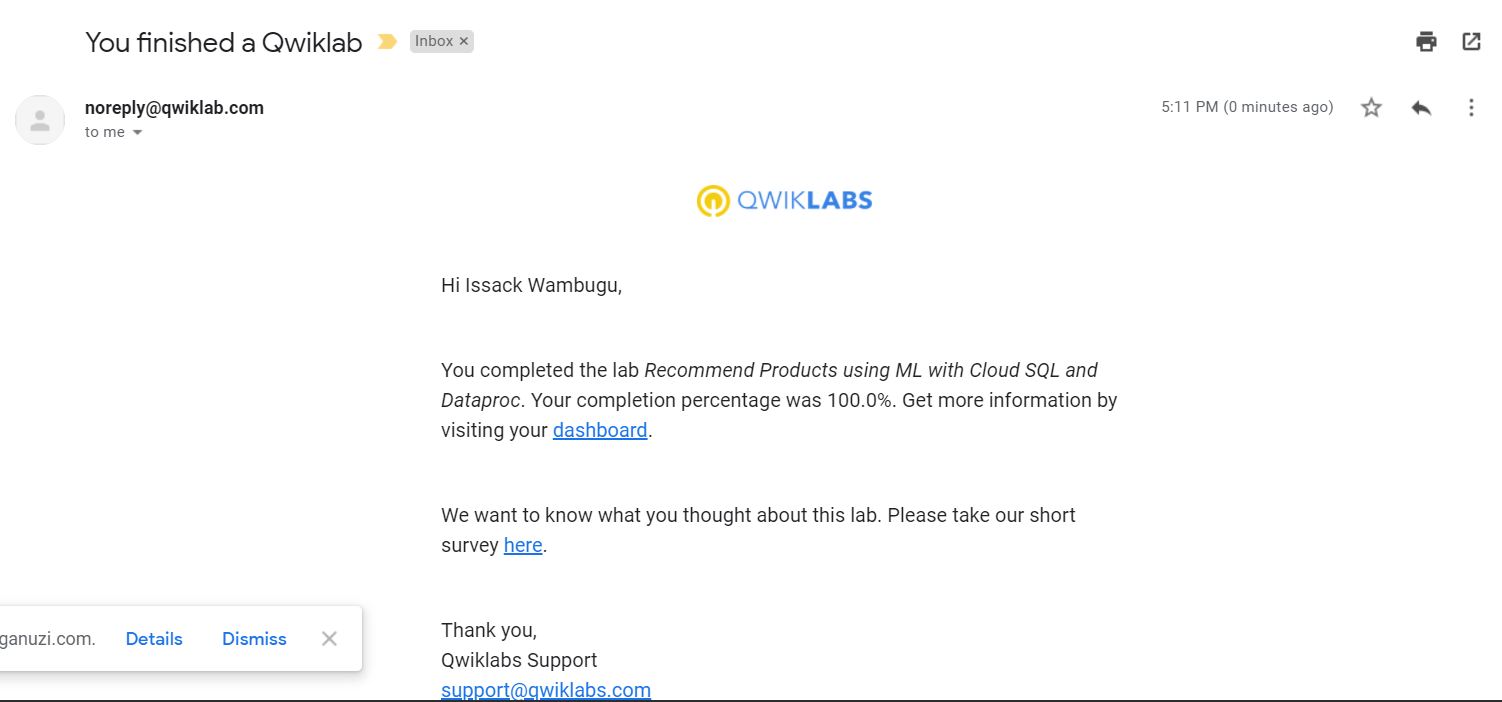 You finished a Qwiklab
Inbox ×
noreply@qwiklab.com
5:11 PM (0 minutes ago)
to me
QWIKLABS
Hi Issack Wambugu,
You completed the lab Recommend Products using ML with Cloud SQL and
Dataproc. Your completion percentage was 100.0%. Get more information by
visiting your dashboard.
We want to know what you thought about this lab. Please take our short
survey here.
ganuzi.com. Details Dismiss
Thank you,
Qwiklabs Support
support@qwiklabs.com